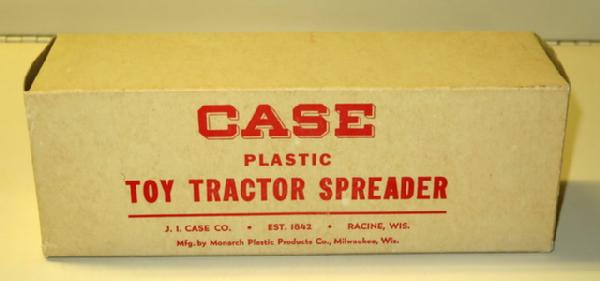 CASE
PLASTIC
TOY TRACTOR SPREADER
J. I. CASE CO. • EST. 1842 • RACINE, WIS.
Mfg. by Monarch Plastic Products Co., Milwaukee, Wis.